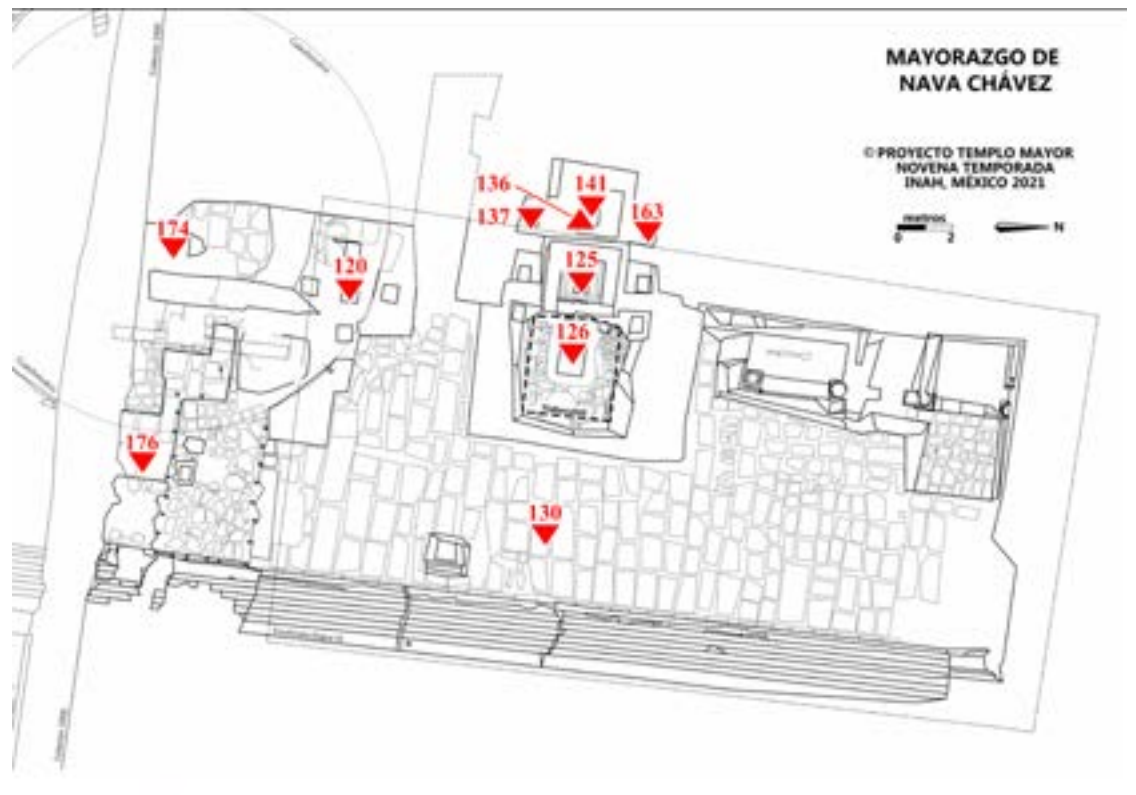 MAYORAZGO DE
NAVA CHÁVEZ
© PROYECTO TEMPLO MAYOR
NOVENA TEMPORADA
INAH, MÉXICO 2021
metros
0 2
N
136
141
137
163
174
120
125
126
176
130